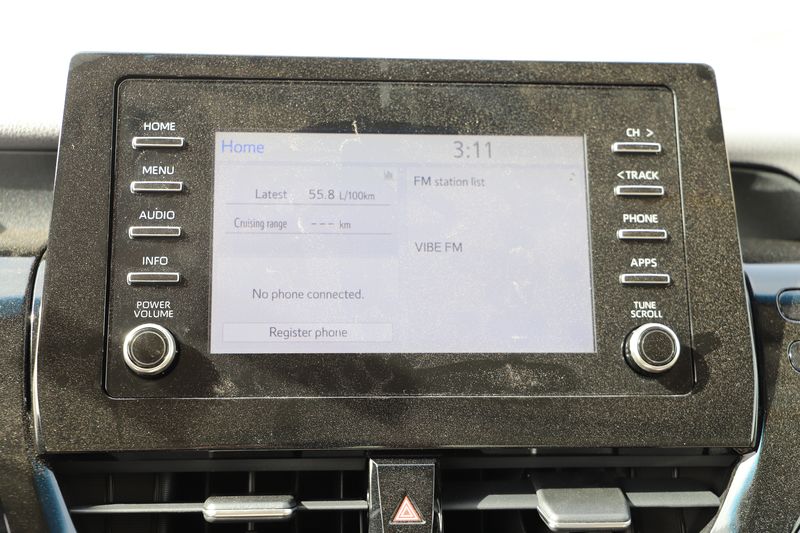 HOME
MENU
AUDIO
INFO
POWER
VOLUME
Home
3:11
Latest 55.8 L/100km
Cruising range --- km
No phone connected.
Register phone
FM station list
VIBE FM
CH >
< TRACK
PHONE
APPS
TUNE
SCROLL